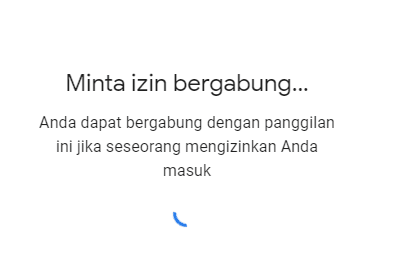 Minta izin bergabung...
Anda dapat bergabung dengan panggilan
ini jika seseorang mengizinkan Anda
masuk